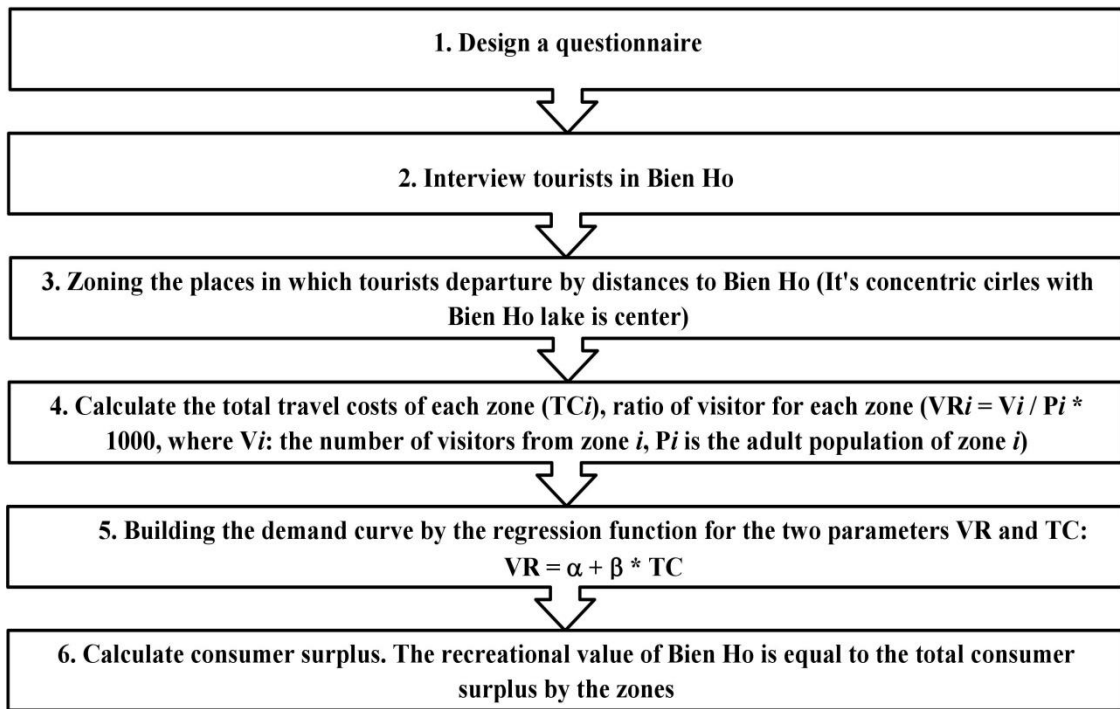 1. Design a questionnaire
2. Interview tourists in Bien Ho
3. Zoning the places in which tourists departure by distances to Bien Ho (It's concentric cirles with
Bien Ho lake is center)
4. Calculate the total travel costs of each zone (TCi), ratio of visitor for each zone (VRi = Vi / Pi *
1000, where Vi: the number of visitors from zone i, Pi is the adult population of zone i)
5. Building the demand curve by the regression function for the two parameters VR and TC:
VR = α + β * TC
6. Calculate consumer surplus. The recreational value of Bien Ho is equal to the total consumer
surplus by the zones